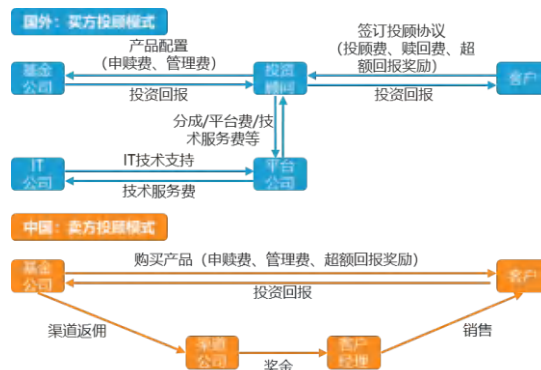 国外：买方投顾模式
产品配置
（申赎费、管理费）
签订投顾协议
（投顾费、赎回费、超
额回报奖励）
基金
公司
投资
顾问
客户
投资回报
投资回报
分成/平台费/技
术服务费等
IT
公司
IT技术支持
技术服务费
平台
公司
中国：卖方投顾模式
基金
公司
购买产品（申赎费、管理费、超额回报奖励）
客户
投资回报
渠道返佣
销售
渠道
公司
奖金
客户
经理